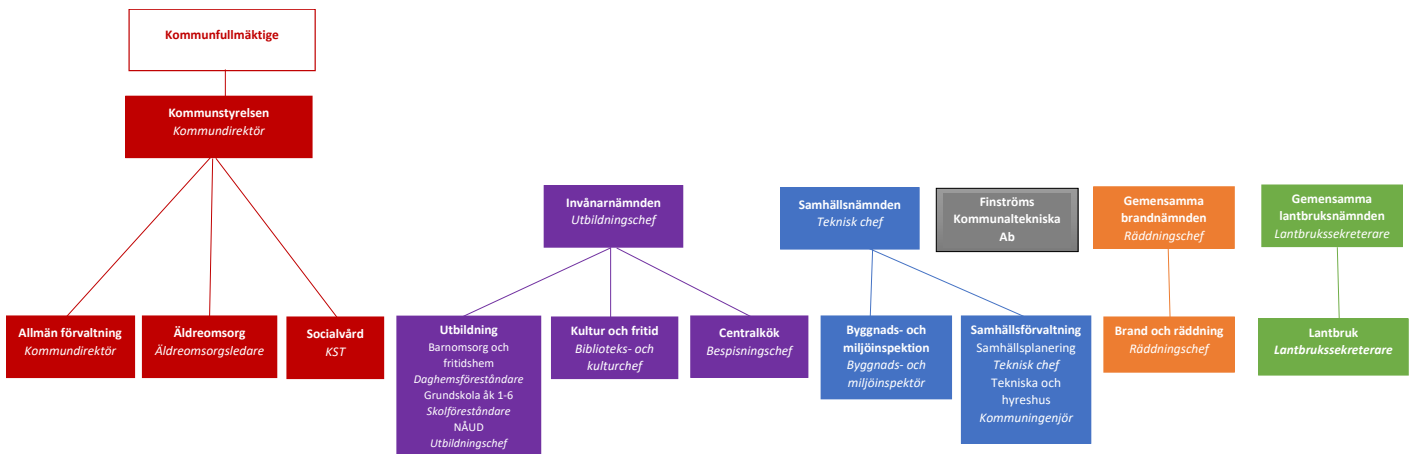 Kommunfullmäktige
Kommunstyrelsen
Kommundirektör
Invånarnämnden
Utbildningschef
Samhällsnämnden
Teknisk chef
Finströms
Kommunaltekniska
Ab
Gemensamma
brandnämnden
Räddningschef
Gemensamma
lantbruksnämnden
Lantbrukssekreterare
Allmän förvaltning
Kommundirektör
Äldreomsorg
Äldreomsorgsledare
Socialvård
KST
Utbildning
Barnomsorg och
fritidshem
Daghemsföreståndare
Grundskola åk 1-6
Skolföreståndare
NÅUD
Utbildningschef
Kultur och fritid
Biblioteks- och
kulturchef
Centralkök
Bespisningschef
Byggnads- och
miljöinspektion
Byggnads- och
miljöinspektör
Samhällsförvaltning
Samhällsplanering
Teknisk chef
Tekniska och
hyreshus
Kommuningenjör
Brand och räddning
Räddningschef
Lantbruk
Lantbrukssekreterare